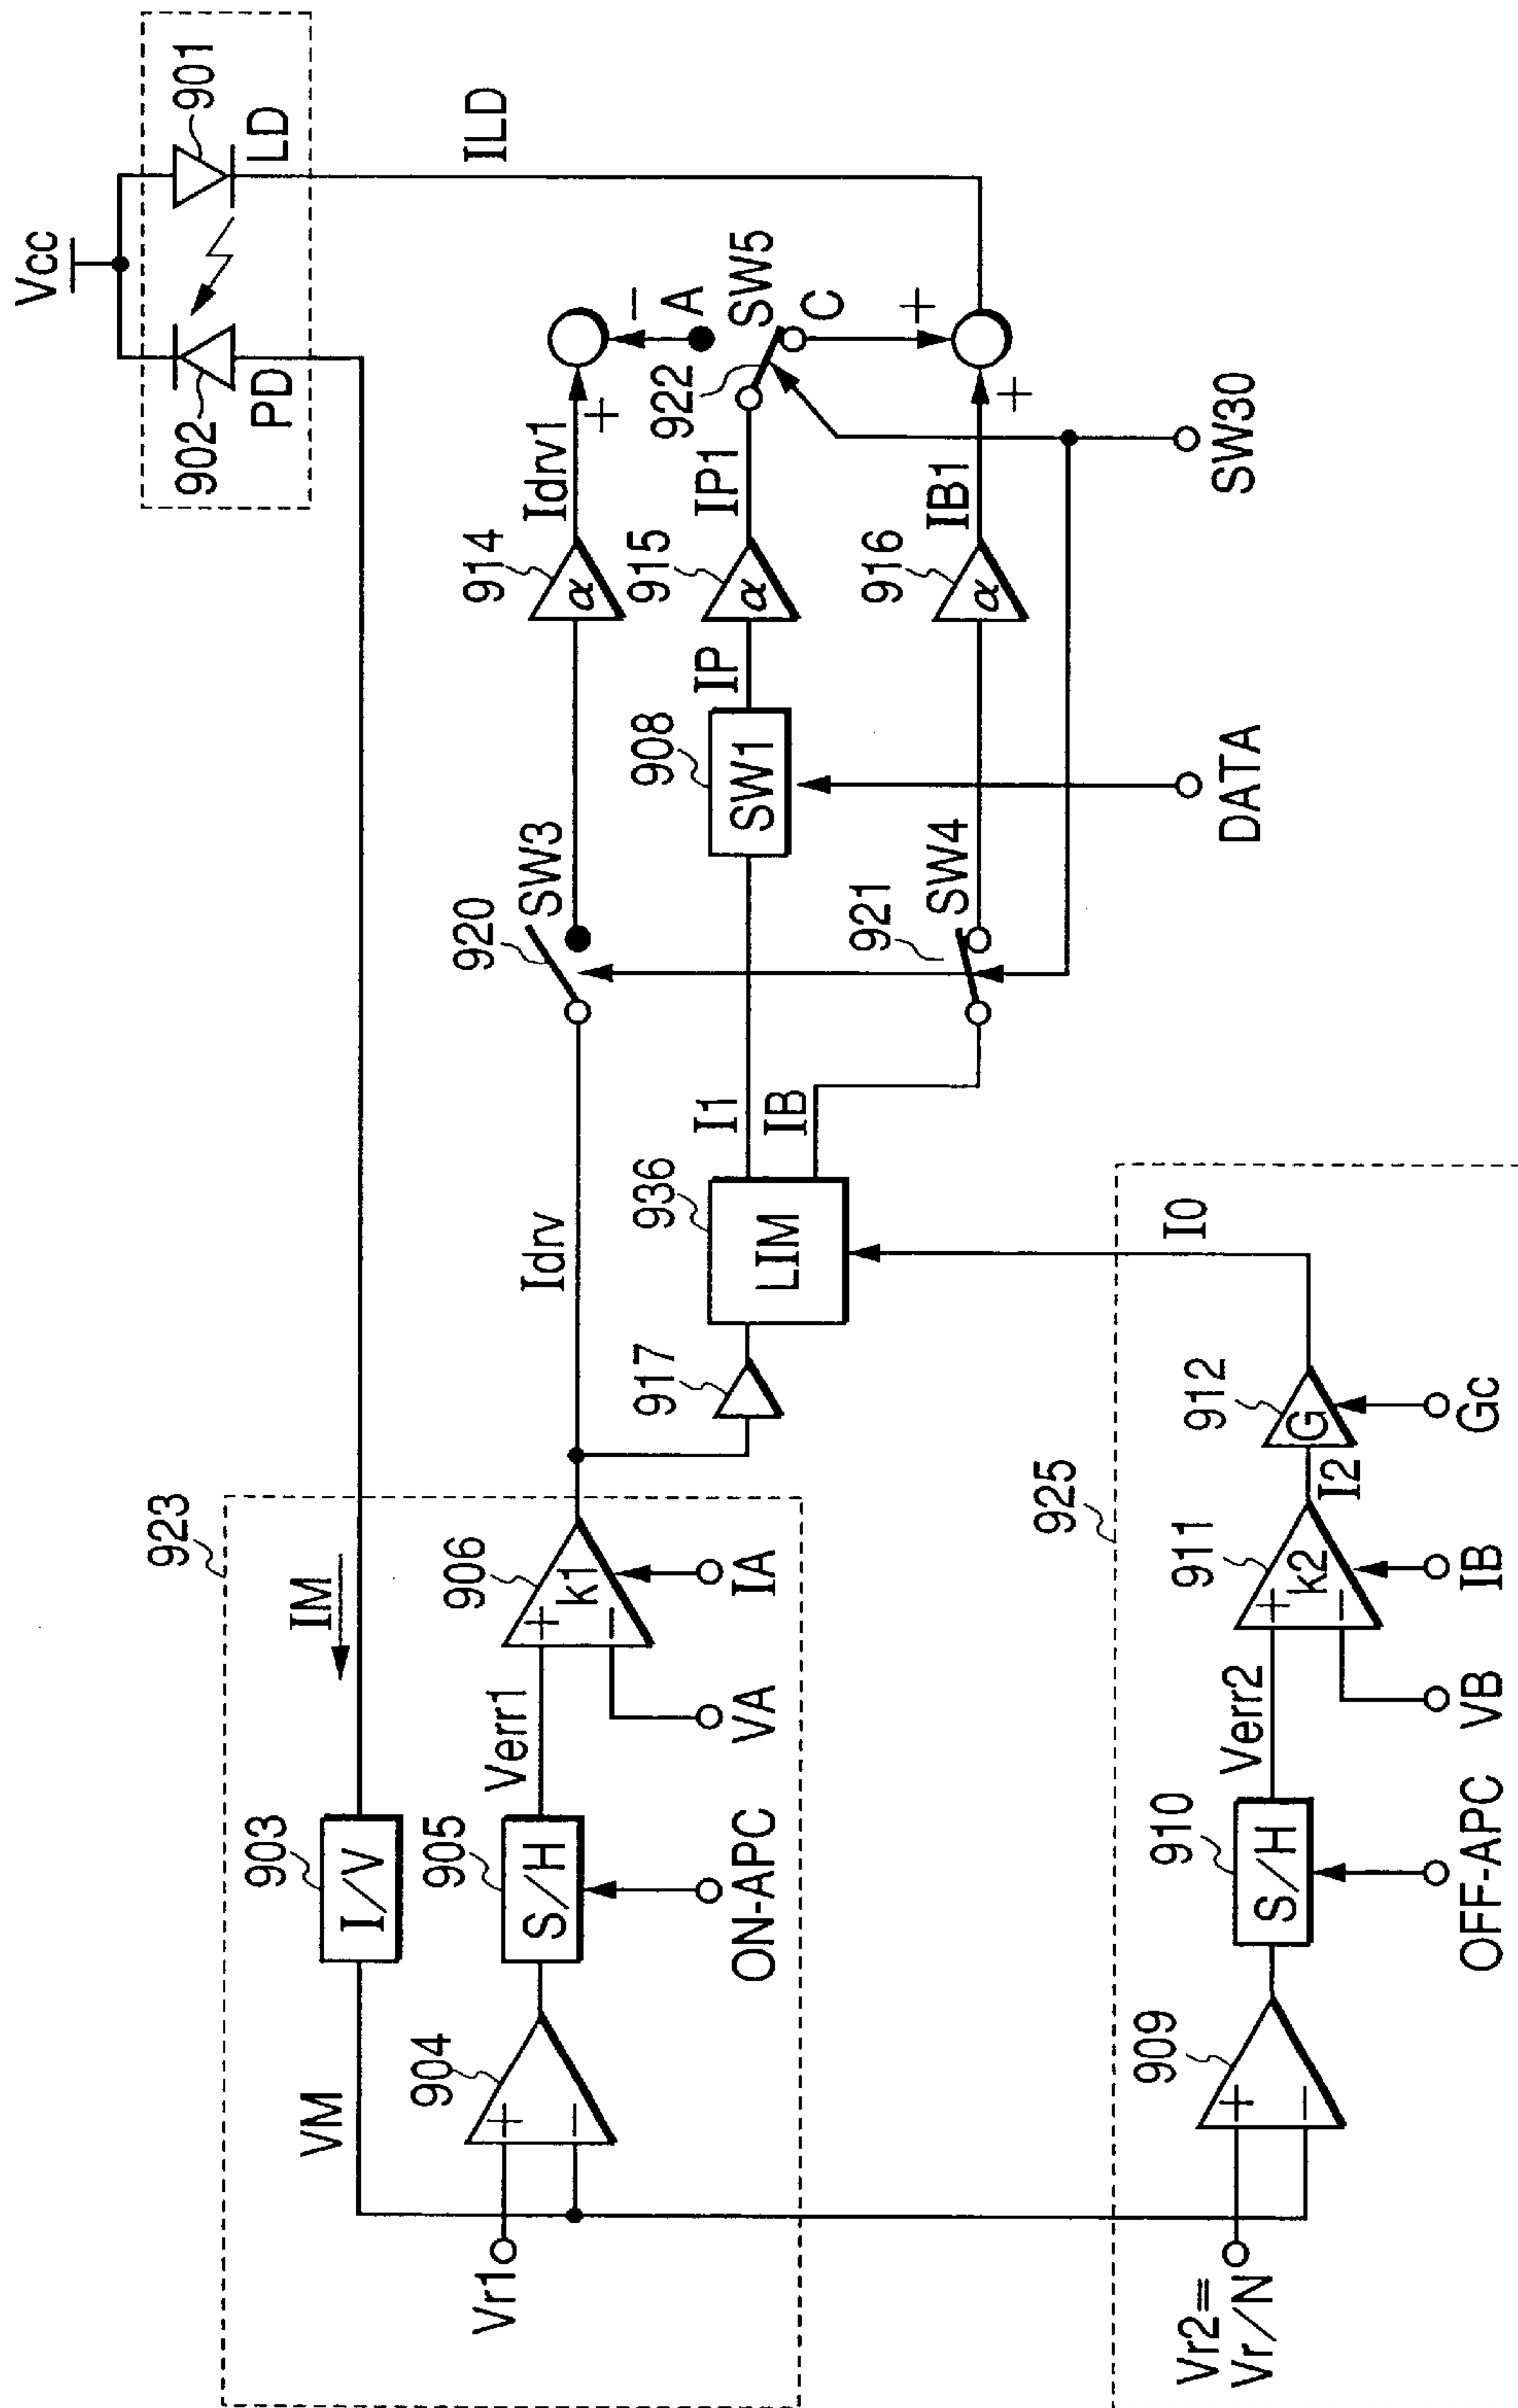 Vcc
901
LD
902
PD
ILD
923
IM
903
I/V
VM
904
+
−
Vr1
905
S/H
ON-APC
Verr1
906
k1
+
−
VA
IA
Idrv
917
920
SW3
914
α
Idrv1
+
−
A
936
LIM
I1
IB
908
SW1
IP
915
α
IP1
922
SW5
C
+
921
SW4
916
α
IB1
+
DATA
SW30
925
909
+
−
Vr2=
Vr/N
910
S/H
OFF-APC
Verr2
911
k2
+
−
VB
IB
I2
912
G
Gc
I0